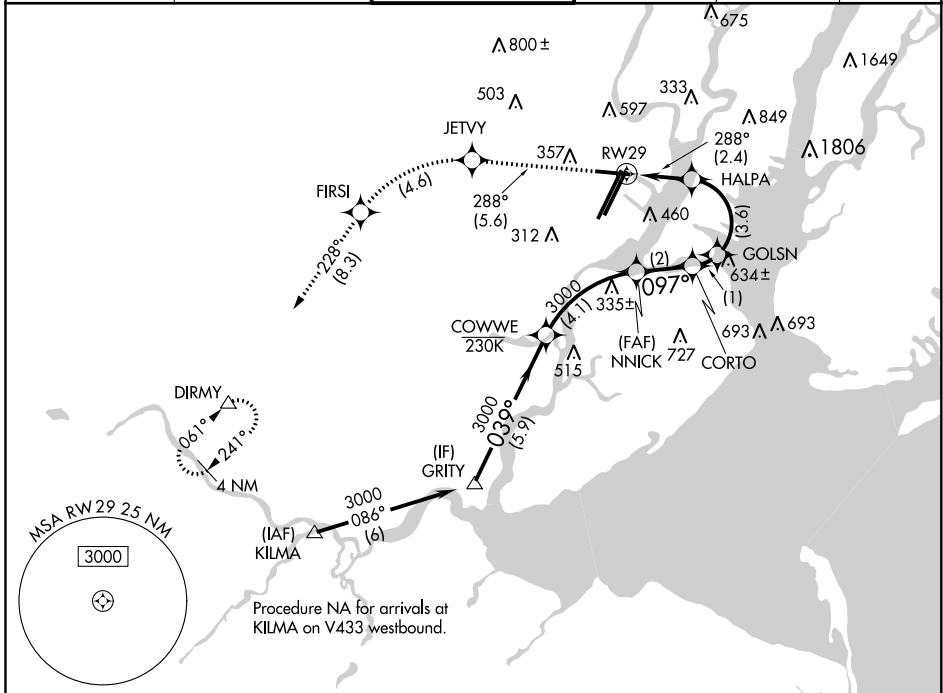 675
800 ±
1649
503
333
597
849
JETVY
288°
(2.4)
357
RW29
1806
HALPA
FIRSI
(4.6)
288°
(5.6)
460
(3.6)
312
(2)
GOLSN
228°
(8.3)
097°
634 ±
(1)
3000
(4.1)
335±
COWWE
230K
693
693
(FAF)
NNICK
727
CORTO
515
DIRMY
061°
241°
3000
039°
(5.9)
(IF)
GRITY
4 NM
3000
086°
(6)
(IAF)
KILMA
MSA RW 29 25 NM
3000
Procedure NA for arrivals at
KILMA on V433 westbound.